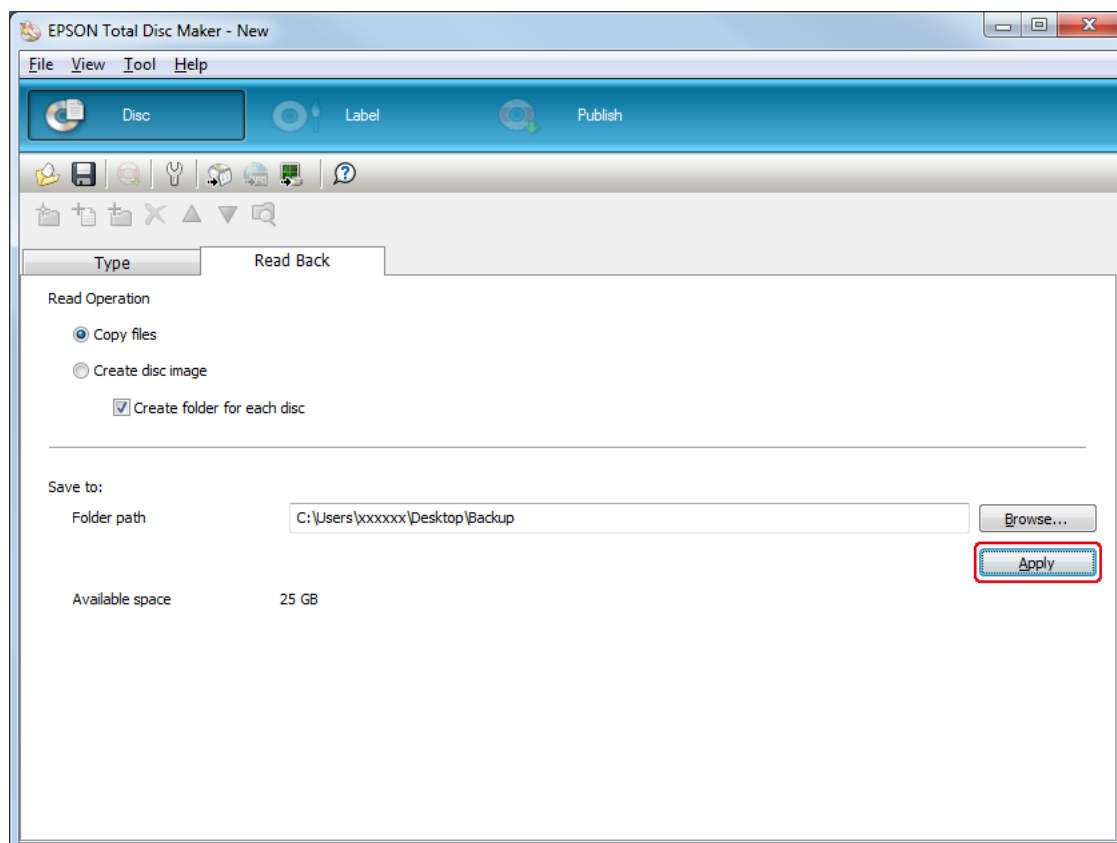 EPSON Total Disc Maker - New
File View Tool Help
Disc Label Publish
Type Read Back
Read Operation
Copy files
Create disc image
Create folder for each disc
Save to:
Folder path C:\Users\xxxxxx\Desktop\Backup Browse...
Apply
Available space 25 GB